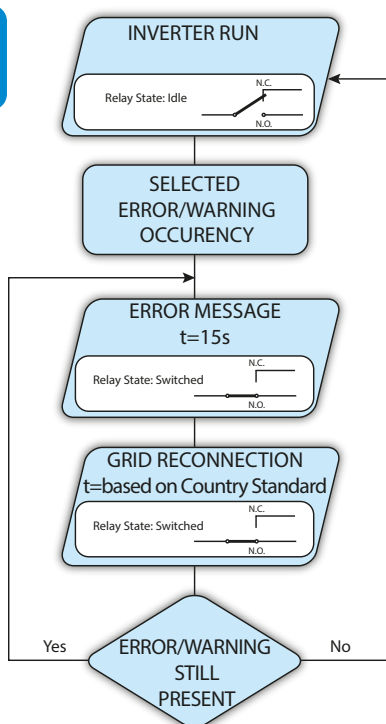 INVERTER RUN
N.C.
Relay State: Idle
N.O.
SELECTED
ERROR/WARNING
OCCURENCY
ERROR MESSAGE
t=15s
N.C.
Relay State: Switched
N.O.
GRID RECONNECTION
t=based on Country Standard
N.C.
Relay State: Switched
N.O.
Yes
No
ERROR/WARNING
STILL
PRESENT